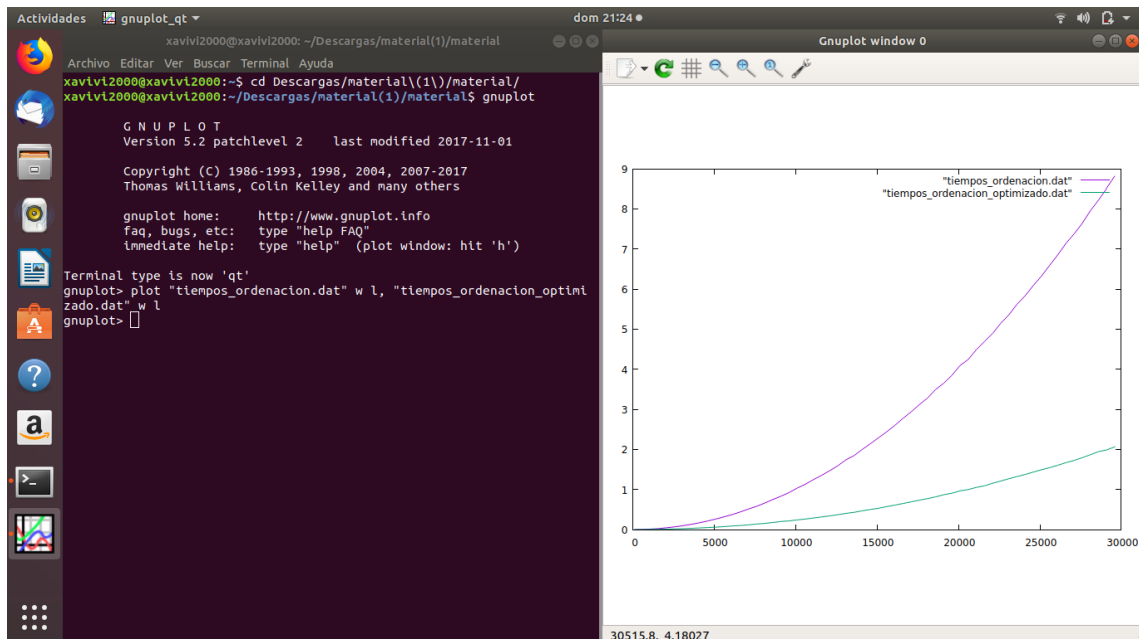 Actividades gnuplot_qt dom 21:24
xavivi2000@xavivi2000: ~/Descargas/material(1)/material
Archivo Editar Ver Buscar Terminal Ayuda
xavivi2000@xavivi2000:~$ cd Descargas/material\(1\)/material/
xavivi2000@xavivi2000:~/Descargas/material(1)/material$ gnuplot
G N U P L O T
Version 5.2 patchlevel 2    last modified 2017-11-01
Copyright (C) 1986-1993, 1998, 2004, 2007-2017
Thomas Williams, Colin Kelley and many others
gnuplot home:     http://www.gnuplot.info
faq, bugs, etc:   type "help FAQ"
immediate help:   type "help"  (plot window: hit 'h')
Terminal type is now 'qt'
gnuplot> plot "tiempos_ordenacion.dat" w l, "tiempos_ordenacion_optimi
zado.dat" w l
gnuplot>
a
Gnuplot window 0
9
8
7
6
5
4
3
2
1
0
"tiempos_ordenacion.dat"
"tiempos_ordenacion_optimizado.dat"
0 5000 10000 15000 20000 25000 30000
30515.8, 4.18027